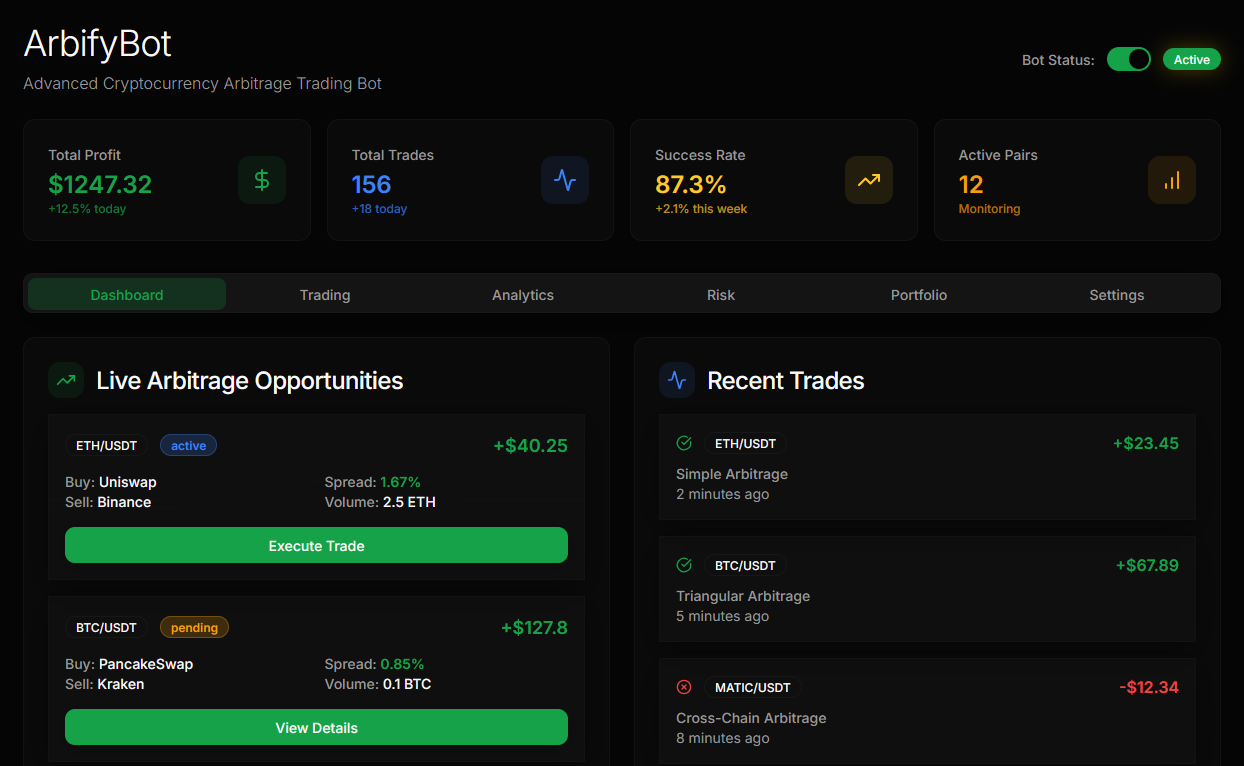 ArbifyBot
Advanced Cryptocurrency Arbitrage Trading Bot
Bot Status:
Active
Total Profit
$1247.32
+12.5% today
Total Trades
156
+18 today
Success Rate
87.3%
+2.1% this week
Active Pairs
12
Monitoring
Dashboard
Trading
Analytics
Risk
Portfolio
Settings
Live Arbitrage Opportunities
ETH/USDT active +$40.25
Buy: Uniswap Spread: 1.67%
Sell: Binance Volume: 2.5 ETH
Execute Trade
BTC/USDT pending +$127.8
Buy: PancakeSwap Spread: 0.85%
Sell: Kraken Volume: 0.1 BTC
View Details
Recent Trades
ETH/USDT +$23.45
Simple Arbitrage
2 minutes ago
BTC/USDT +$67.89
Triangular Arbitrage
5 minutes ago
MATIC/USDT -$12.34
Cross-Chain Arbitrage
8 minutes ago